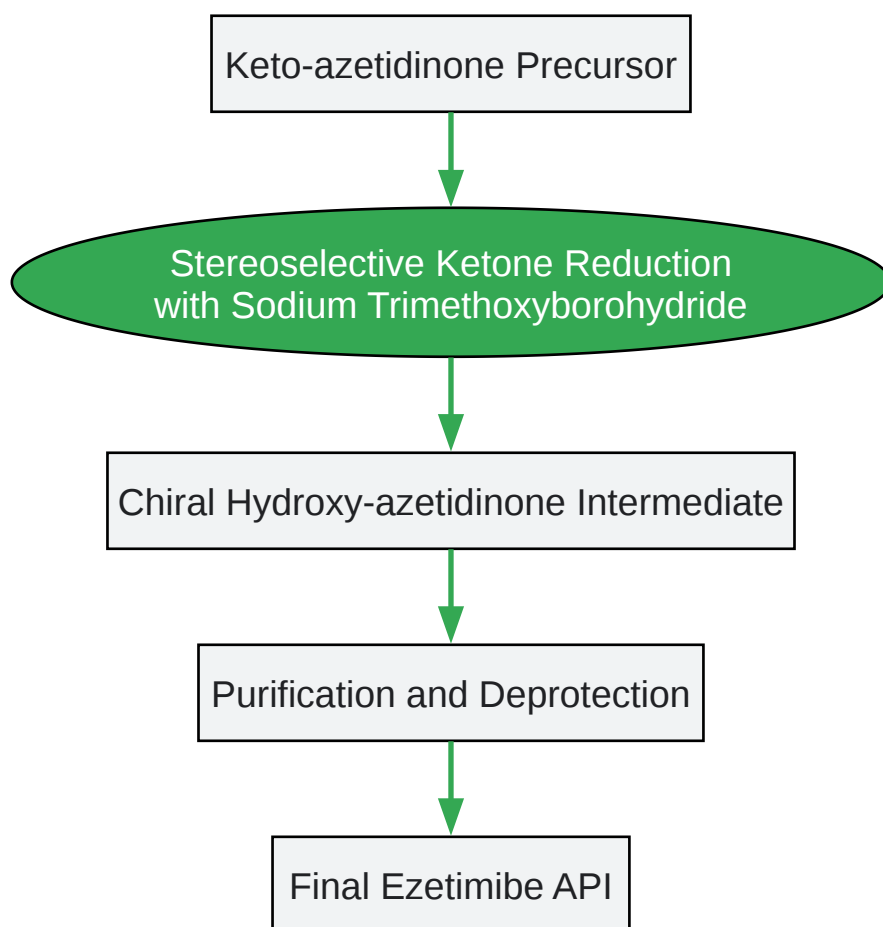 Keto-azetidinone Precursor
Stereoselective Ketone Reduction
with Sodium Trimethoxyborohydride
Chiral Hydroxy-azetidinone Intermediate
Purification and Deprotection
Final Ezetimibe API